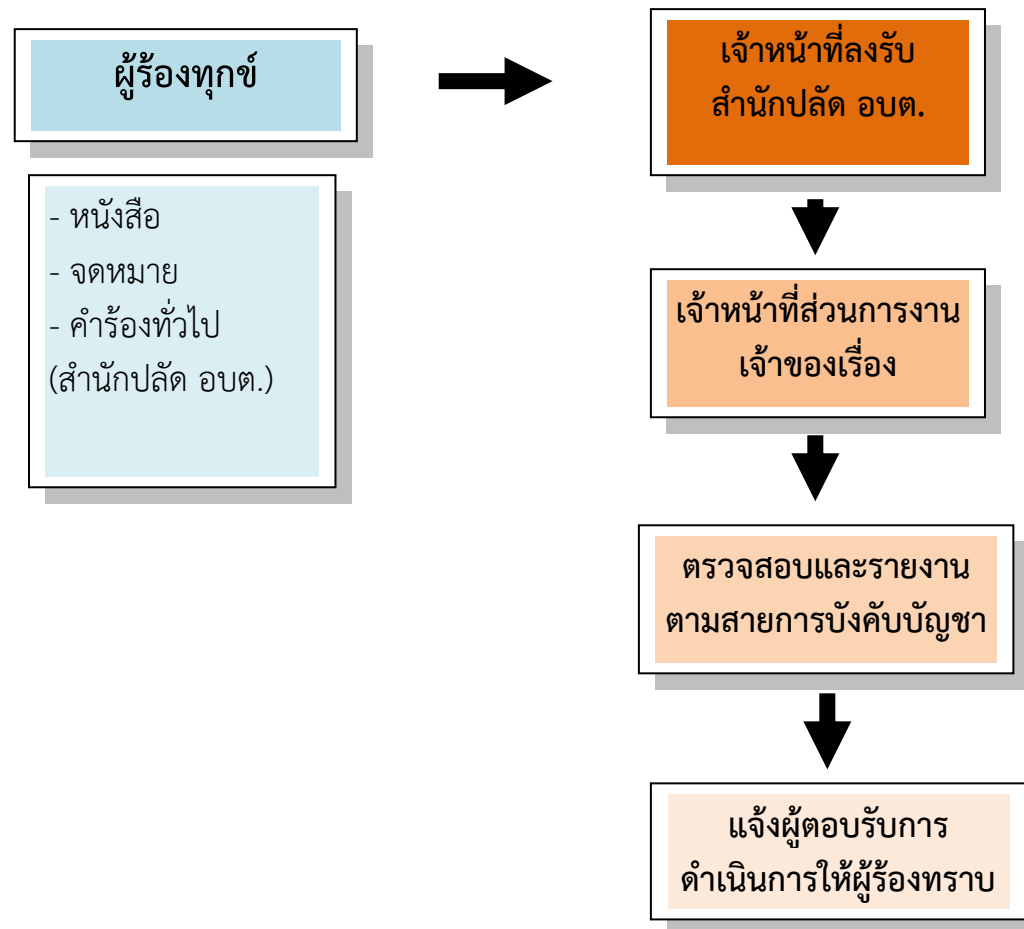 ผู้ร้องทุกข์
- หนังสือ
- จดหมาย
- คำร้องทั่วไป
(สำนักปลัด อบต.)
เจ้าหน้าที่ลงรับ
สำนักปลัด อบต.
เจ้าหน้าที่ส่วนการงาน
เจ้าของเรื่อง
ตรวจสอบและรายงาน
ตามสายการบังคับบัญชา
แจ้งผู้ตอบรับการ
ดำเนินการให้ผู้ร้องทราบ